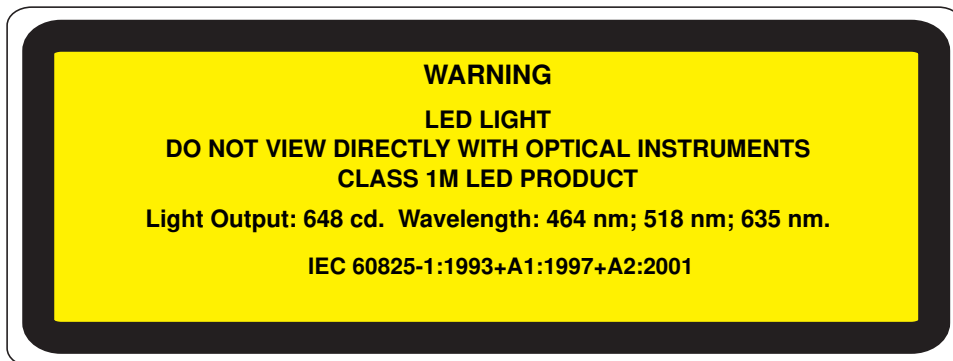 WARNING
LED LIGHT
DO NOT VIEW DIRECTLY WITH OPTICAL INSTRUMENTS
CLASS 1M LED PRODUCT
Light Output: 648 cd.  Wavelength: 464 nm; 518 nm; 635 nm.
IEC 60825-1:1993+A1:1997+A2:2001